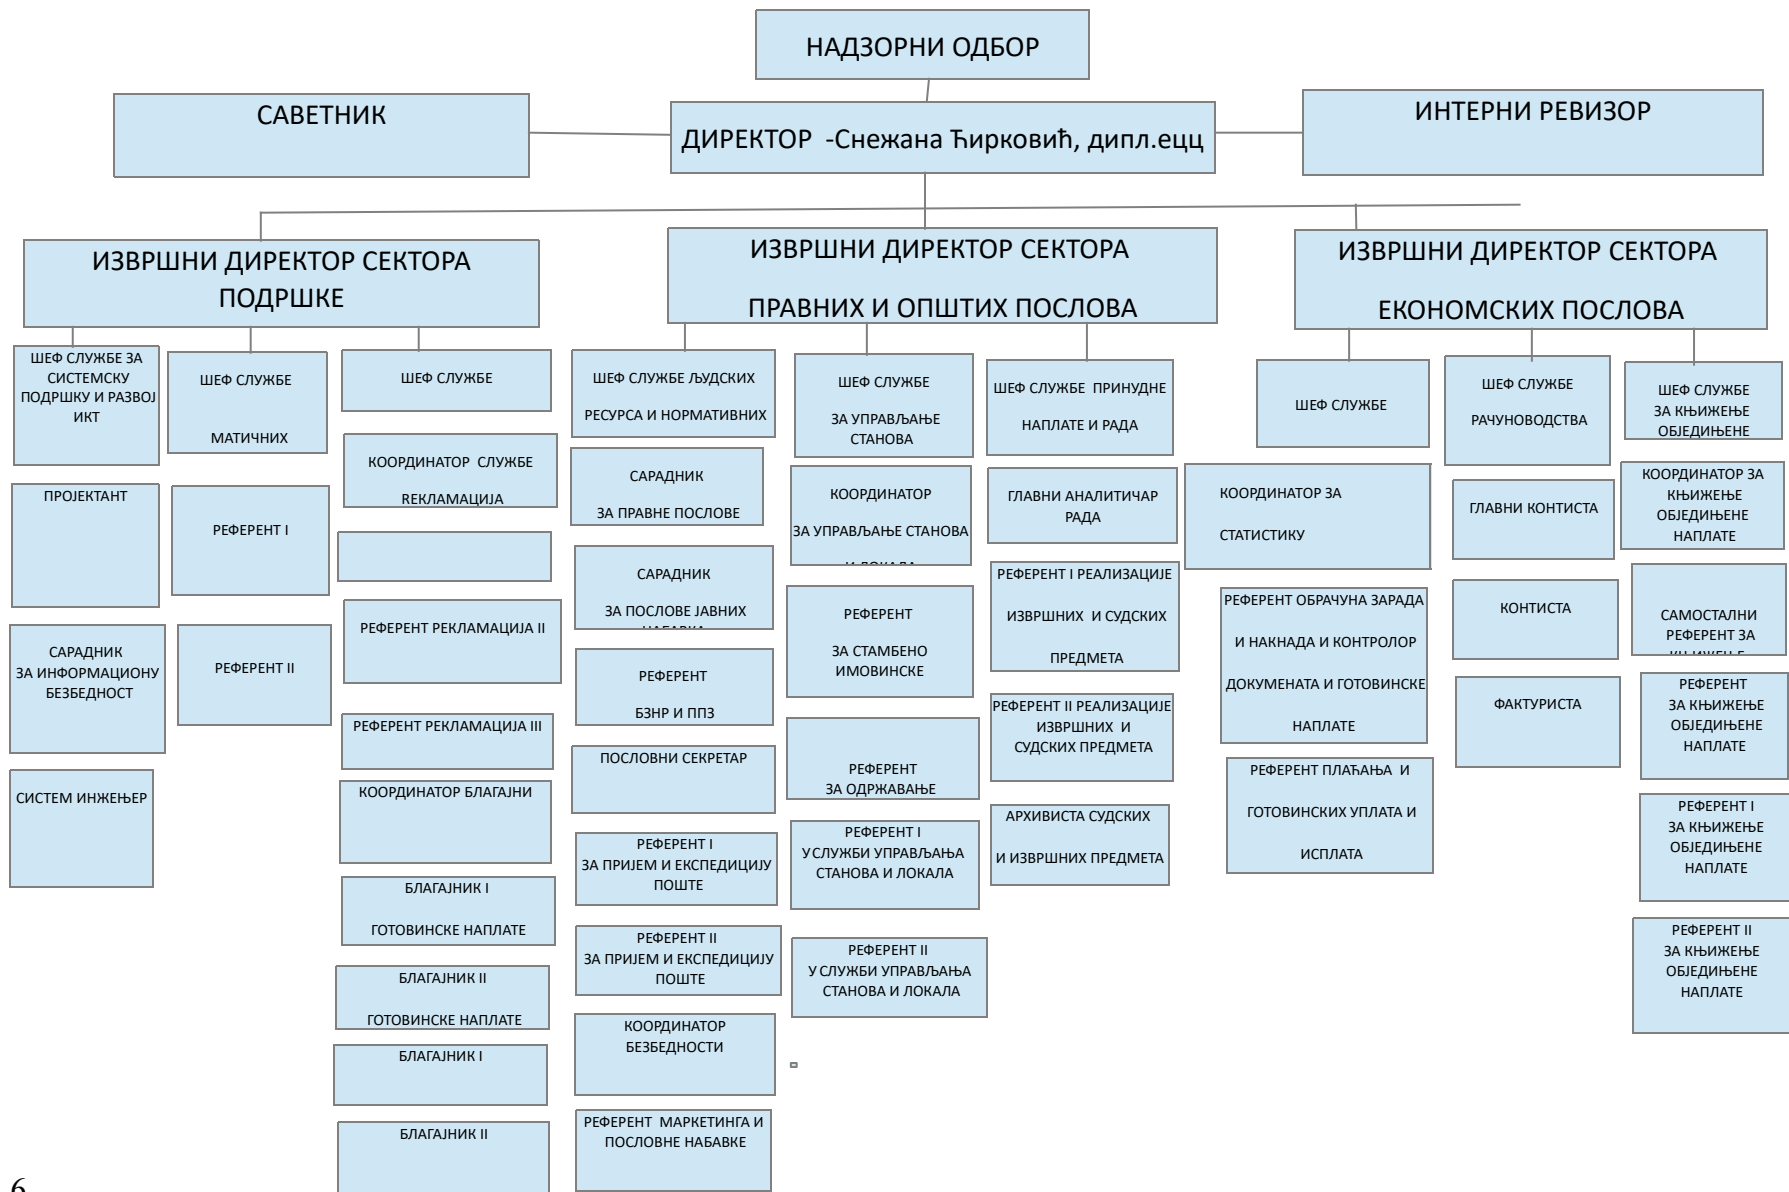 НАДЗОРНИ ОДБОР
САВЕТНИК
ДИРЕКТОР -Снежана Ћирковић, дипл.ецц
ИНТЕРНИ РЕВИЗОР
ИЗВРШНИ ДИРЕКТОР СЕКТОРА
ПОДРШКЕ
ИЗВРШНИ ДИРЕКТОР СЕКТОРА
ПРАВНИХ И ОПШТИХ ПОСЛОВА
ИЗВРШНИ ДИРЕКТОР СЕКТОРА
ЕКОНОМСКИХ ПОСЛОВА
ШЕФ СЛУЖБЕ ЗА
СИСТЕМСКУ
ПОДРШКУ И РАЗВОЈ
ИКТ
ПРОЈЕКТАНТ
САРАДНИК
ЗА ИНФОРМАЦИОНУ
БЕЗБЕДНОСТ
СИСТЕМ ИНЖЕЊЕР
ШЕФ СЛУЖБЕ
МАТИЧНИХ
РЕФЕРЕНТ I
РЕФЕРЕНТ II
ШЕФ СЛУЖБЕ
КООРДИНАТОР СЛУЖБЕ
RЕКЛАМАЦИЈА
РЕФЕРЕНТ РЕКЛАМАЦИЈА II
РЕФЕРЕНТ РЕКЛАМАЦИЈА III
КООРДИНАТОР БЛАГАЈНИ
БЛАГАЈНИК I
ГОТОВИНСКЕ НАПЛАТЕ
БЛАГАЈНИК II
ГОТОВИНСКЕ НАПЛАТЕ
БЛАГАЈНИК I
БЛАГАЈНИК II
ШЕФ СЛУЖБЕ ЉУДСКИХ
РЕСУРСА И НОРМАТИВНИХ
САРАДНИК
ЗА ПРАВНЕ ПОСЛОВЕ
САРАДНИК
ЗА ПОСЛОВЕ ЈАВНИХ
НАБАВКА
РЕФЕРЕНТ
БЗНР И ППЗ
ПОСЛОВНИ СЕКРЕТАР
РЕФЕРЕНТ I
ЗА ПРИЈЕМ И ЕКСПЕДИЦИЈУ
ПОШТЕ
РЕФЕРЕНТ II
ЗА ПРИЈЕМ И ЕКСПЕДИЦИЈУ
ПОШТЕ
КООРДИНАТОР
БЕЗБЕДНОСТИ
РЕФЕРЕНТ МАРКЕТИНГА И
ПОСЛОВНЕ НАБАВКЕ
ШЕФ СЛУЖБЕ
ЗА УПРАВЉАЊЕ
СТАНОВА
КООРДИНАТОР
ЗА УПРАВЉАЊЕ СТАНОВА
И ЛОКАЛА
РЕФЕРЕНТ
ЗА СТАМБЕНО
ИМОВИНСКЕ
РЕФЕРЕНТ
ЗА ОДРЖАВАЊЕ
РЕФЕРЕНТ I
У СЛУЖБИ УПРАВЉАЊА
СТАНОВА И ЛОКАЛА
РЕФЕРЕНТ II
У СЛУЖБИ УПРАВЉАЊА
СТАНОВА И ЛОКАЛА
ШЕФ СЛУЖБЕ ПРИНУДНЕ
НАПЛАТЕ И РАДА
ГЛАВНИ АНАЛИТИЧАР
РАДА
РЕФЕРЕНТ I РЕАЛИЗАЦИЈЕ
ИЗВРШНИХ И СУДСКИХ
ПРЕДМЕТА
РЕФЕРЕНТ II РЕАЛИЗАЦИЈЕ
ИЗВРШНИХ И
СУДСКИХ ПРЕДМЕТА
АРХИВИСТА СУДСКИХ
И ИЗВРШНИХ ПРЕДМЕТА
ШЕФ СЛУЖБЕ
КООРДИНАТОР ЗА
СТАТИСТИКУ
РЕФЕРЕНТ ОБРАЧУНА ЗАРАДА
И НАКНАДА И КОНТРОЛОР
ДОКУМЕНАТА И ГОТОВИНСКЕ
НАПЛАТЕ
РЕФЕРЕНТ ПЛАЋАЊА И
ГОТОВИНСКИХ УПЛАТА И
ИСПЛАТА
ШЕФ СЛУЖБЕ
РАЧУНОВОДСТВА
ГЛАВНИ КОНТИСТА
КОНТИСТА
ФАКТУРИСТА
ШЕФ СЛУЖБЕ
ЗА КЊИЖЕЊЕ
ОБЈЕДИЊЕНЕ
КООРДИНАТОР ЗА
КЊИЖЕЊЕ
ОБЈЕДИЊЕНЕ
НАПЛАТЕ
САМОСТАЛНИ
РЕФЕРЕНТ ЗА
КЊИЖЕЊЕ
РЕФЕРЕНТ
ЗА КЊИЖЕЊЕ
ОБЈЕДИЊЕНЕ
НАПЛАТЕ
РЕФЕРЕНТ I
ЗА КЊИЖЕЊЕ
ОБЈЕДИЊЕНЕ
НАПЛАТЕ
РЕФЕРЕНТ II
ЗА КЊИЖЕЊЕ
ОБЈЕДИЊЕНЕ
НАПЛАТЕ
6